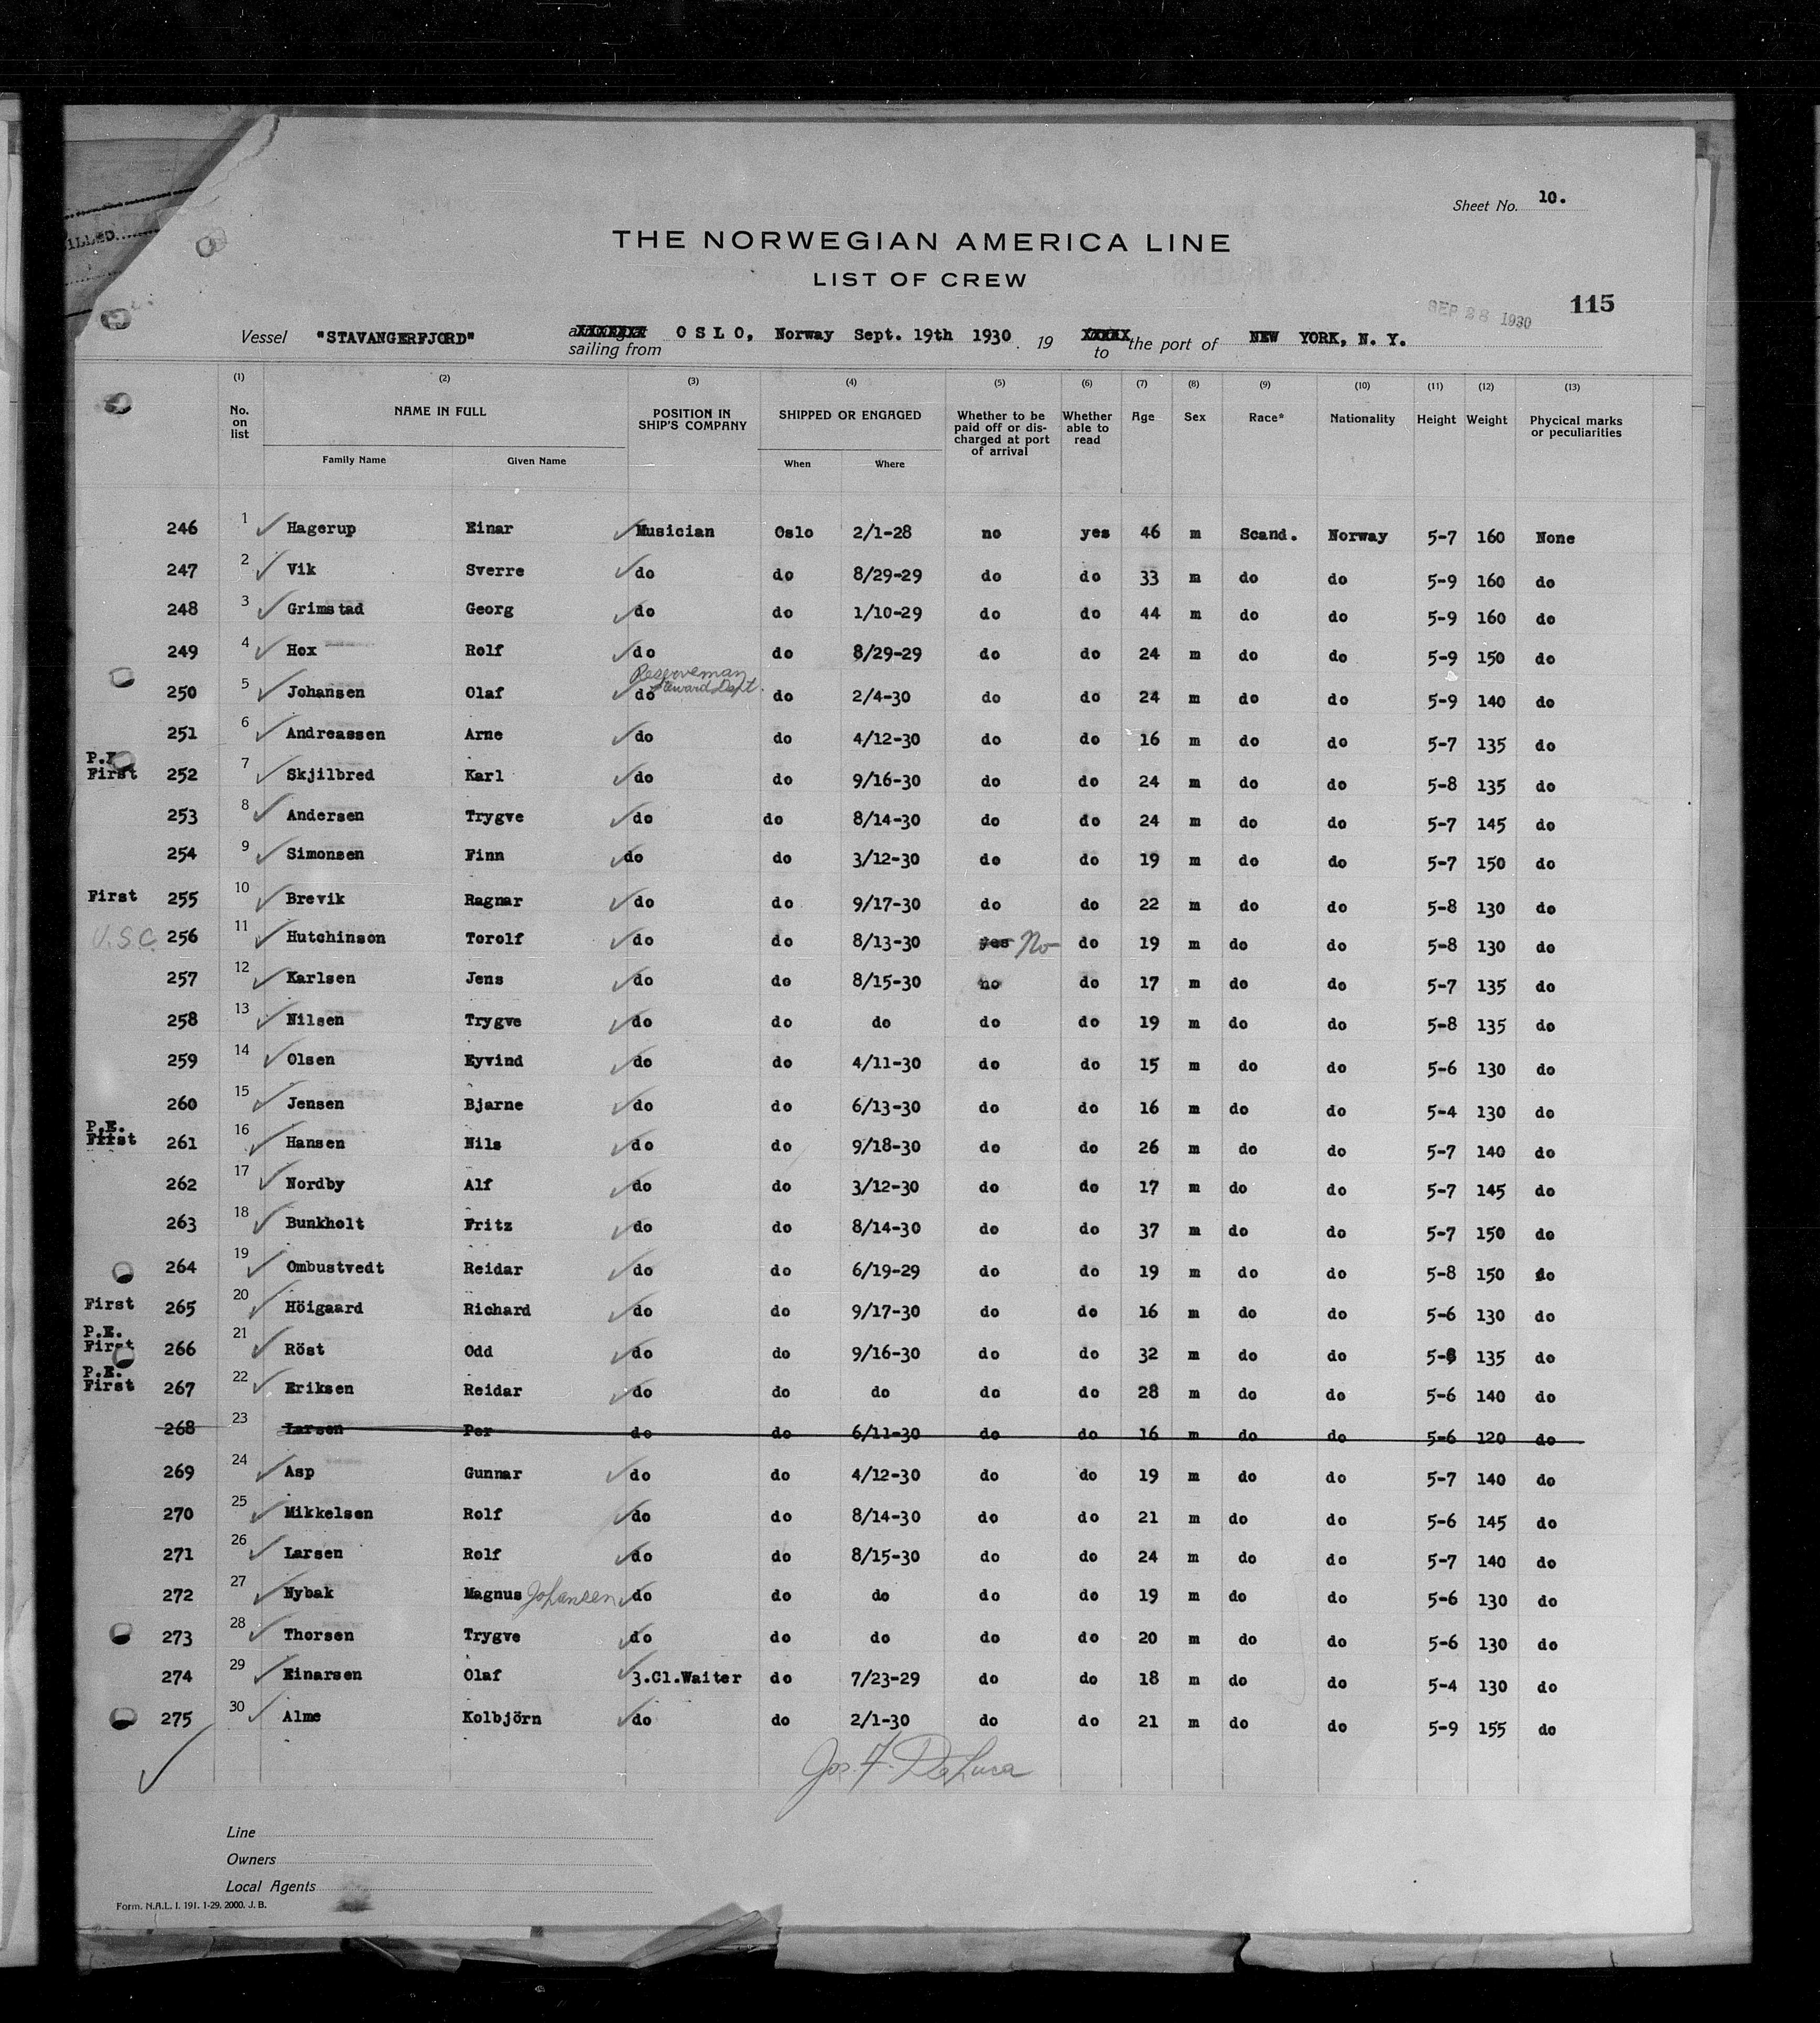 Sheet No. 10.
THE NORWEGIAN AMERICA LINE
LIST OF CREW
SEP 28 1930
115
Vessel "STAVANGERFJORD" sailing from OSLO, Norway Sept. 19th 1930. 19 to the port of NEW YORK, N. Y.
(1) (2) (3) (4) (5) (6) (7) (8) (9) (10) (11) (12) (13)
No. on list NAME IN FULL POSITION IN SHIP'S COMPANY SHIPPED OR ENGAGED Whether to be paid off or discharged at port of arrival Whether able to read Age Sex Race* Nationality Height Weight Phycical marks or peculiarities
Family Name Given Name When Where
246 1 Hagerup Einar Musician Oslo 2/1-28 no yes 46 m Scand. Norway 5-7 160 None
247 2 Vik Sverre do do 8/29-29 do do 33 m do do 5-9 160 do
248 3 Grimstad Georg do do 1/10-29 do do 44 m do do 5-9 160 do
249 4 Hox Rolf do do 8/29-29 do do 24 m do do 5-9 150 do
Reserveman
Steward Dept.
250 5 Johansen Olaf do do 2/4-30 do do 24 m do do 5-9 140 do
251 6 Andreassen Arne do do 4/12-30 do do 16 m do do 5-7 135 do
P.E.
First 252 7 Skjilbred Karl do do 9/16-30 do do 24 m do do 5-8 135 do
253 8 Andersen Trygve do do 8/14-30 do do 24 m do do 5-7 145 do
254 9 Simonsen Finn do do 3/12-30 do do 19 m do do 5-7 150 do
First 255 10 Brevik Ragnar do do 9/17-30 do do 22 m do do 5-8 130 do
U.S.C. 256 11 Hutchinson Torolf do do 8/13-30 yes No do 19 m do do 5-8 130 do
257 12 Karlsen Jens do do 8/15-30 no do 17 m do do 5-7 135 do
258 13 Nilsen Trygve do do do do do 19 m do do 5-8 135 do
259 14 Olsen Eyvind do do 4/11-30 do do 15 m do do 5-6 130 do
260 15 Jensen Bjarne do do 6/13-30 do do 16 m do do 5-4 130 do
P.E.
First 261 16 Hansen Nils do do 9/18-30 do do 26 m do do 5-7 140 do
262 17 Nordby Alf do do 3/12-30 do do 17 m do do 5-7 145 do
263 18 Bunkholt Fritz do do 8/14-30 do do 37 m do do 5-7 150 do
264 19 Ombustvedt Reidar do do 6/19-29 do do 19 m do do 5-8 150 do
First 265 20 Höigaard Richard do do 9/17-30 do do 16 m do do 5-6 130 do
P.E.
First 266 21 Röst Odd do do 9/16-30 do do 32 m do do 5-8 135 do
P.E.
First 267 22 Eriksen Reidar do do do do do 28 m do do 5-6 140 do
268 23 Larsen Per do do 6/11-30 do do 16 m do do 5-6 120 do
269 24 Asp Gunnar do do 4/12-30 do do 19 m do do 5-7 140 do
270 25 Mikkelsen Rolf do do 8/14-30 do do 21 m do do 5-6 145 do
271 26 Larsen Rolf do do 8/15-30 do do 24 m do do 5-7 140 do
272 27 Nybak Magnus Johansen do do do do do 19 m do do 5-6 130 do
273 28 Thorsen Trygve do do do do do 20 m do do 5-6 130 do
274 29 Einarsen Olaf 3.Cl.Waiter do 7/23-29 do do 18 m do do 5-4 130 do
275 30 Alme Kolbjörn do do 2/1-30 do do 21 m do do 5-9 155 do
Jos. F. DeLuca
Line
Owners
Local Agents
Form. N.A.L. I. 191. 1-29. 2000. J. B.